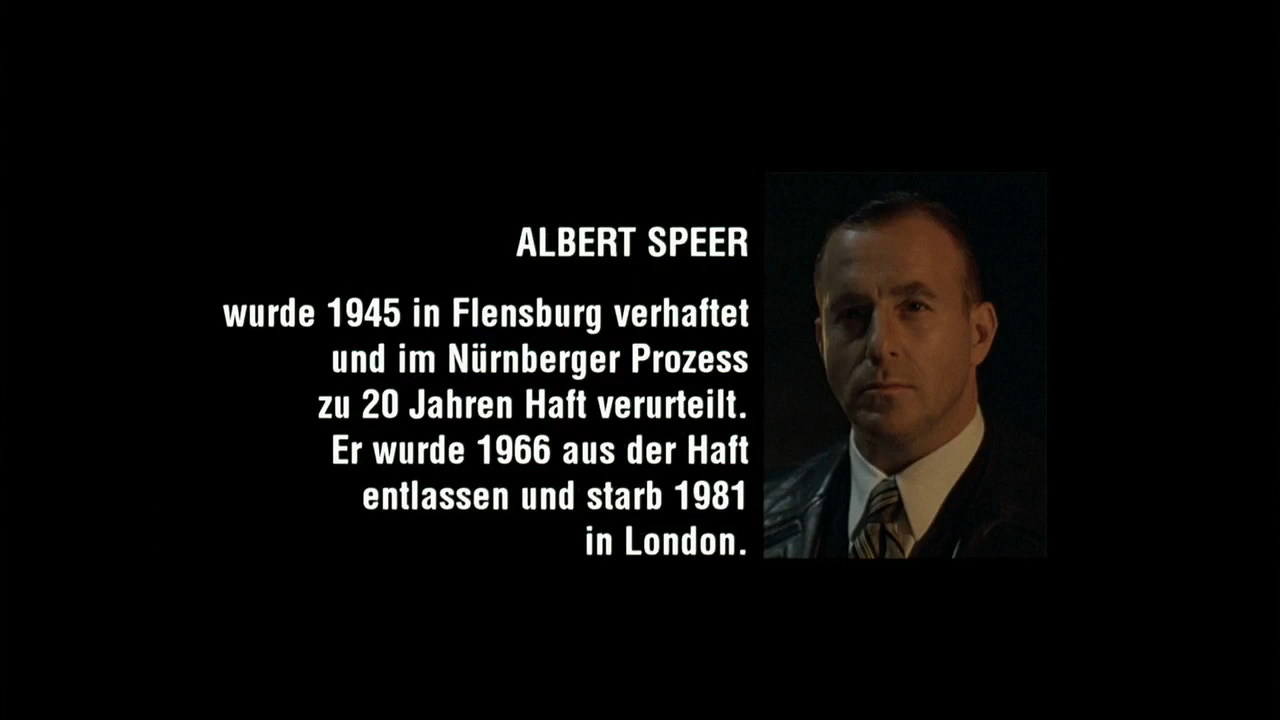 ALBERT SPEER
wurde 1945 in Flensburg verhaftet
und im Nürnberger Prozess
zu 20 Jahren Haft verurteilt.
Er wurde 1966 aus der Haft
entlassen und starb 1981
in London.